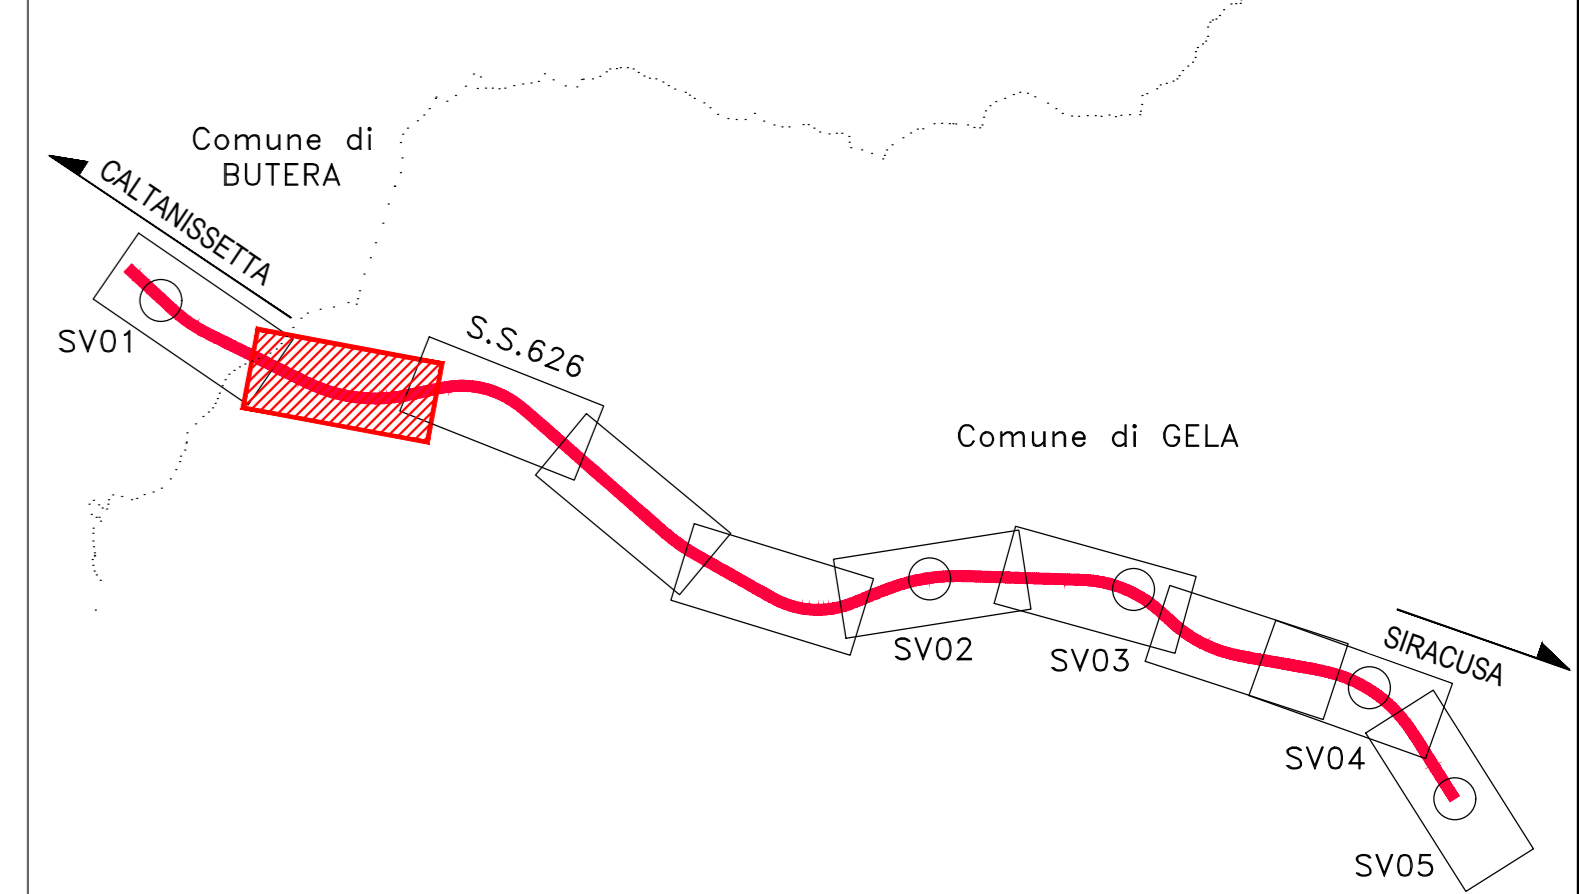 Comune di
BUTERA
CALTANISSETTA
SV01
S.S.626
Comune di GELA
SV02
SV03
SIRACUSA
SV04
SV05